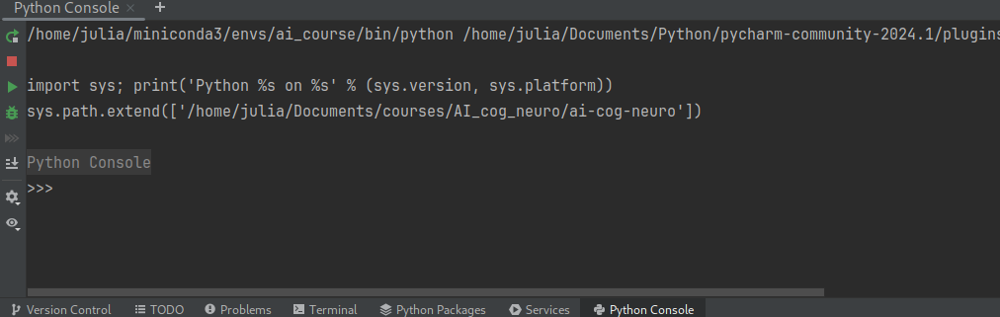 Python Console
/home/julia/miniconda3/envs/ai_course/bin/python /home/julia/Documents/Python/pycharm-community-2024.1/plugins
import sys; print('Python %s on %s' % (sys.version, sys.platform))
sys.path.extend(['/home/julia/Documents/courses/AI_cog_neuro/ai-cog-neuro'])
Python Console
>>>
Version Control TODO Problems Terminal Python Packages Services Python Console